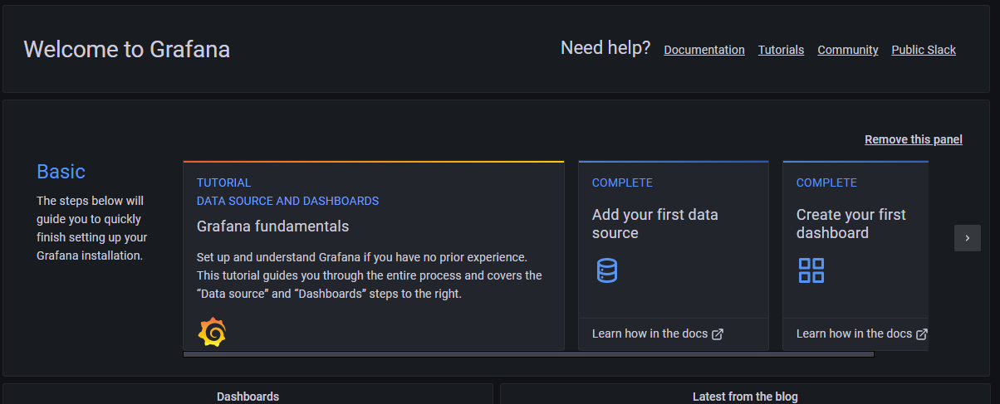 Welcome to Grafana
Need help?
Documentation
Tutorials
Community
Public Slack
Remove this panel
Basic
The steps below will
guide you to quickly
finish setting up your
Grafana installation.
TUTORIAL
DATA SOURCE AND DASHBOARDS
Grafana fundamentals
Set up and understand Grafana if you have no prior experience.
This tutorial guides you through the entire process and covers the
“Data source” and “Dashboards” steps to the right.
COMPLETE
Add your first data
source
Learn how in the docs
COMPLETE
Create your first
dashboard
Learn how in the docs
Dashboards
Latest from the blog